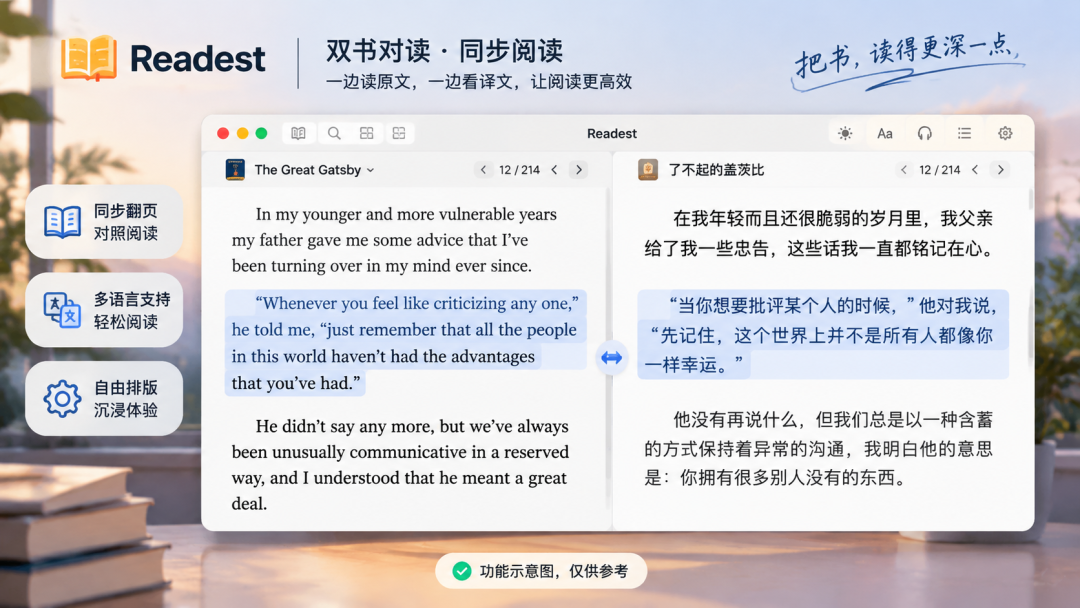 Readest
双书对读 · 同步阅读
一边读原文，一边看译文，让阅读更高效
把书，读得更深一点，
Readest
Aa
The Great Gatsby
12 / 214
了不起的盖茨比
12 / 214
同步翻页
对照阅读
多语言支持
轻松阅读
自由排版
沉浸体验
In my younger and more vulnerable years
my father gave me some advice that I’ve
been turning over in my mind ever since.
“Whenever you feel like criticizing any one,”
he told me, “just remember that all the people
in this world haven’t had the advantages
that you’ve had.”
He didn’t say any more, but we’ve always
been unusually communicative in a reserved
way, and I understood that he meant a great
deal.
在我年轻而且还很脆弱的岁月里，我父亲
给了我一些忠告，这些话我一直都铭记在心。
“当你想要批评某个人的时候，”他对我说，
“先记住，这个世界上并不是所有人都像你
一样幸运。”
他没有再说什么，但我们总是以一种含蓄
的方式保持着异常的沟通，我明白他的意思
是：你拥有很多别人没有的东西。
功能示意图，仅供参考